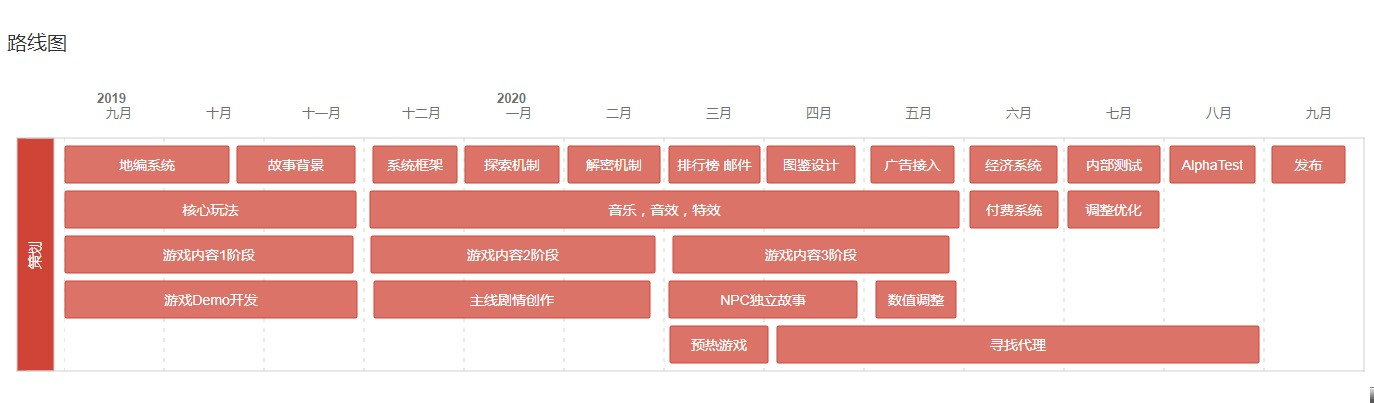 路线图
2019 2020
九月 十月 十一月 十二月 一月 二月 三月 四月 五月 六月 七月 八月 九月
策划
地编系统 故事背景 系统框架 探索机制 解密机制 排行榜 邮件 图鉴设计 广告接入 经济系统 内部测试 AlphaTest 发布
核心玩法 音乐，音效，特效 付费系统 调整优化
游戏内容1阶段 游戏内容2阶段 游戏内容3阶段
游戏Demo开发 主线剧情创作 NPC独立故事 数值调整
预热游戏 寻找代理